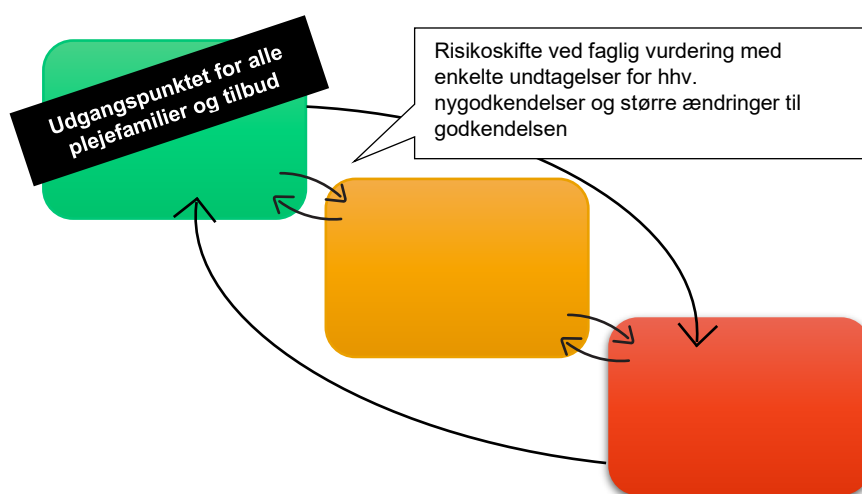 Udgangspunktet for alle
plejefamilier og tilbud
Risikoskifte ved faglig vurdering med
enkelte undtagelser for hhv.
nygodkendelser og større ændringer til
godkendelsen